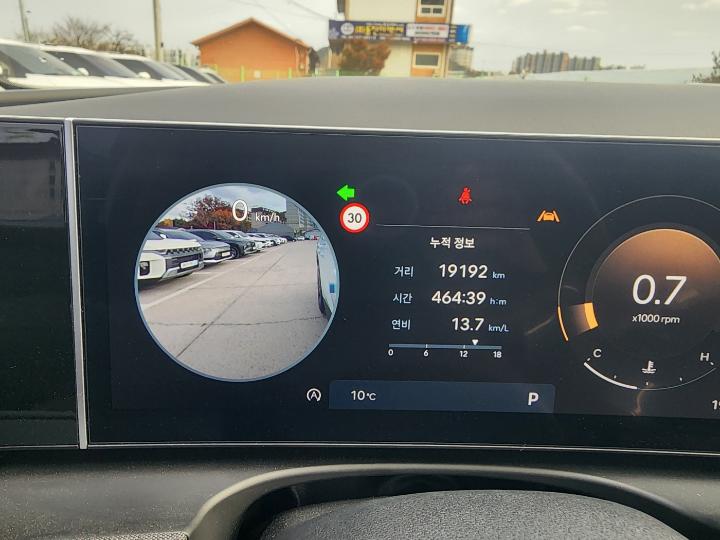 0 km/h
30
누적 정보
거리 19192 km
시간 464:39 h:m
연비 13.7 km/L
0 6 12 18
A
10°C
P
0.7
x1000 rpm
C H